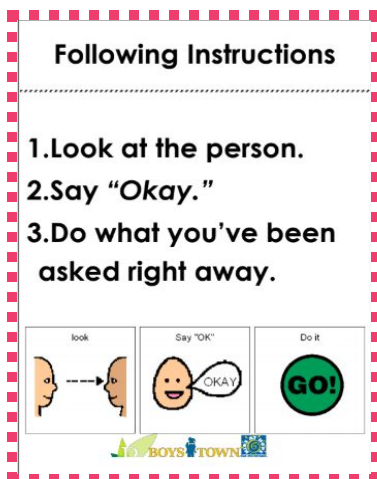 Following Instructions
1.Look at the person.
2.Say “Okay.”
3.Do what you’ve been
asked right away.
look
Say "OK"
Do it
OKAY
GO!
BOYS TOWN